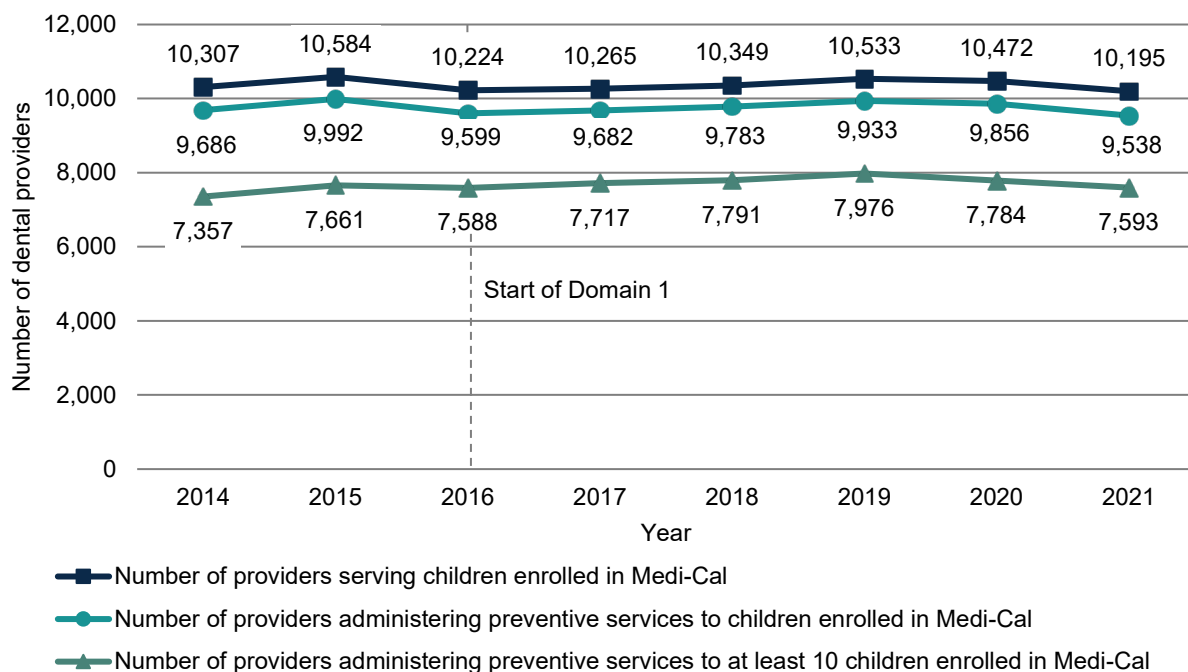 12,000
10,307 10,584 10,224 10,265 10,349 10,533 10,472 10,195
10,000
9,686 9,992 9,599 9,682 9,783 9,933 9,856 9,538
8,000
7,357 7,661 7,588 7,717 7,791 7,976 7,784 7,593
6,000
Start of Domain 1
4,000
2,000
0
Number of dental providers
2014 2015 2016 2017 2018 2019 2020 2021
Year
Number of providers serving children enrolled in Medi-Cal
Number of providers administering preventive services to children enrolled in Medi-Cal
Number of providers administering preventive services to at least 10 children enrolled in Medi-Cal